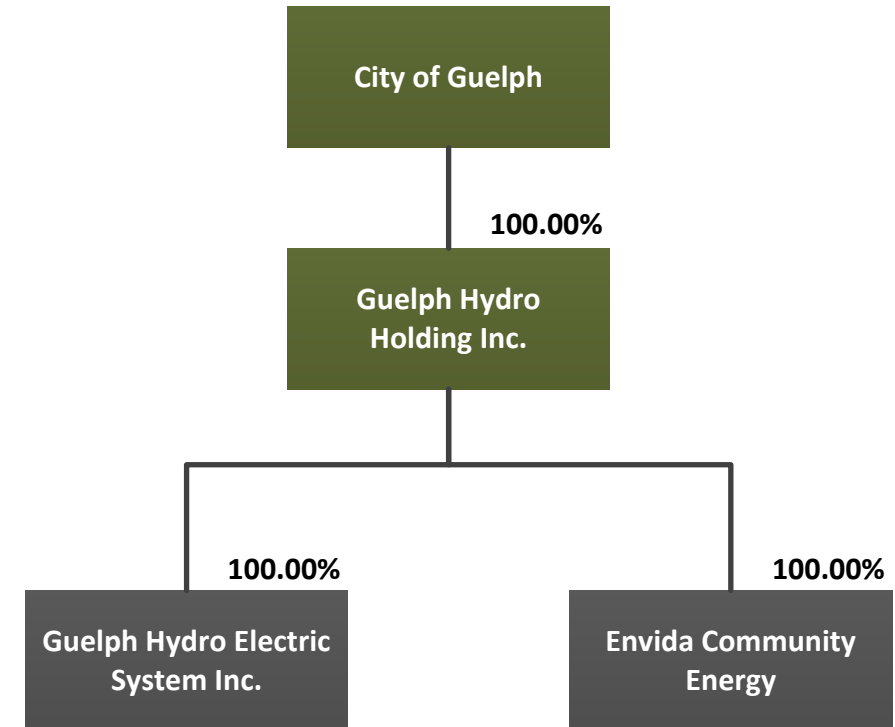 City of Guelph
100.00%
Guelph Hydro
Holding Inc.
100.00%
100.00%
Guelph Hydro Electric
System Inc.
Envida Community
Energy